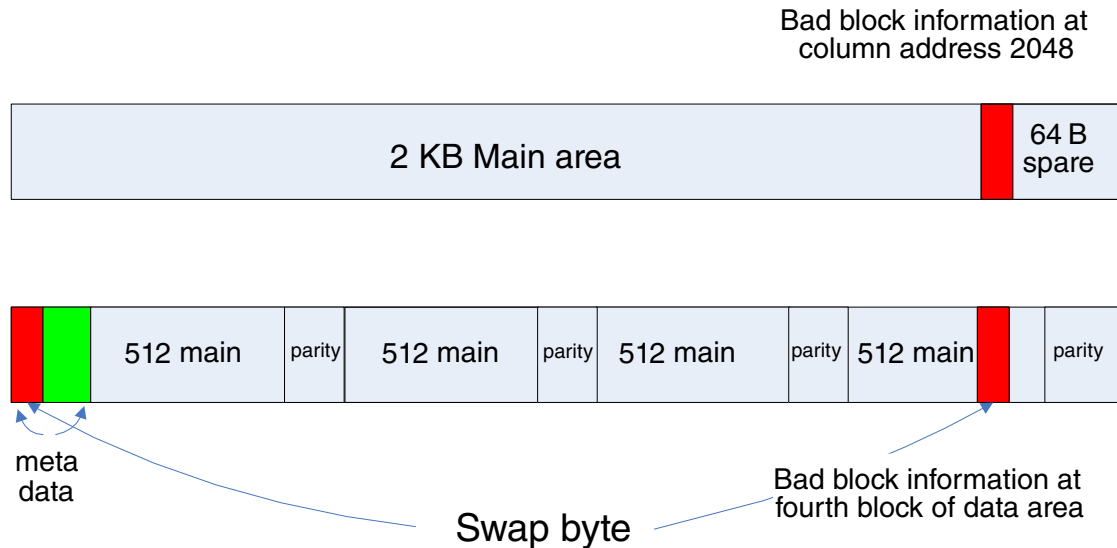 Bad block information at
column address 2048
2 KB Main area
64 B
spare
512 main
parity
512 main
parity
512 main
parity
512 main
parity
meta
data
Swap byte
Bad block information at
fourth block of data area